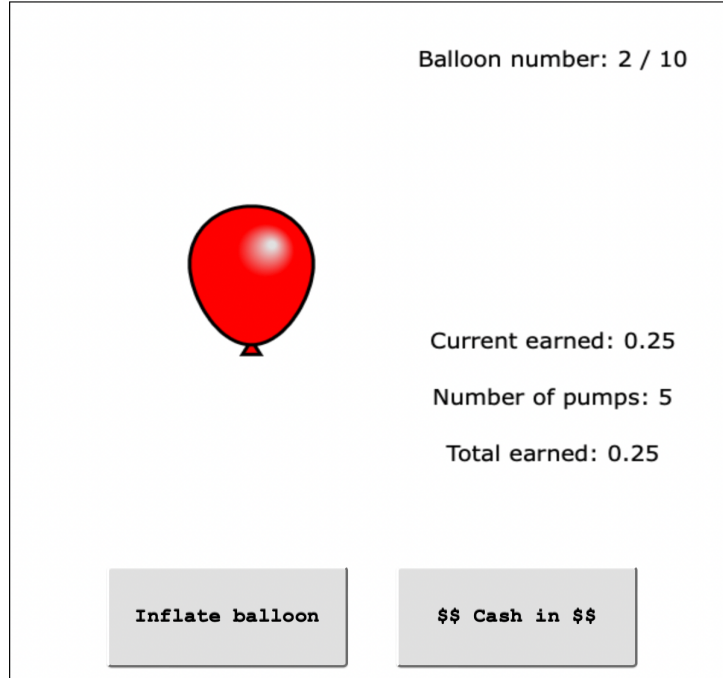 Balloon number: 2 / 10
Current earned: 0.25
Number of pumps: 5
Total earned: 0.25
Inflate balloon
$$ Cash in $$